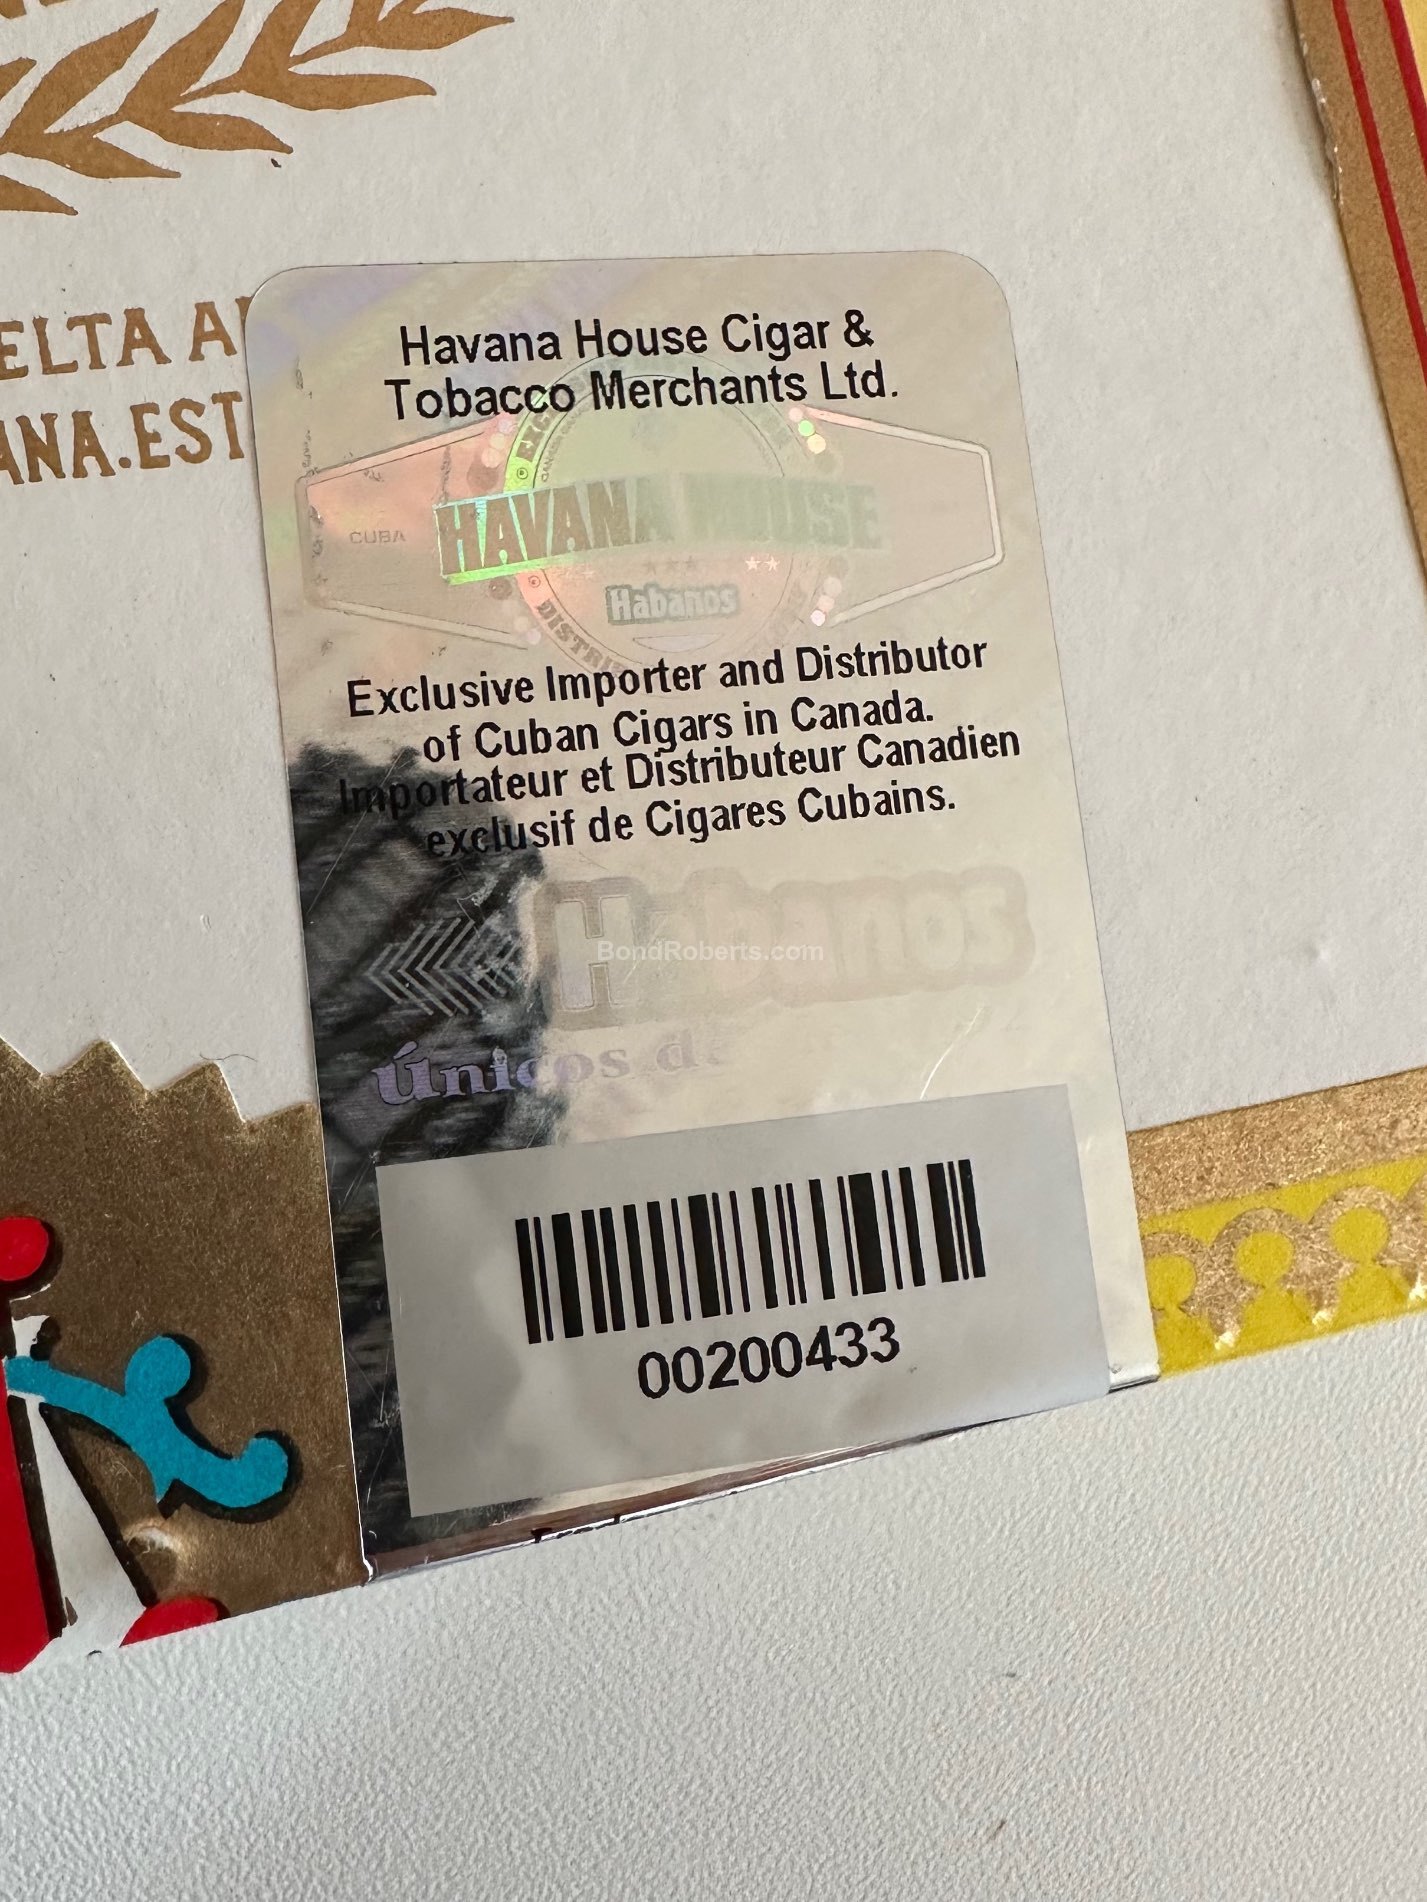 ELTA A
ANA.EST
Havana House Cigar &
Tobacco Merchants Ltd.
CUBA
HAVANA HOUSE
Habanos
Exclusive Importer and Distributor
of Cuban Cigars in Canada.
Importateur et Distributeur Canadien
exclusif de Cigares Cubains.
Habanos
BondRoberts.com
únicos d
00200433